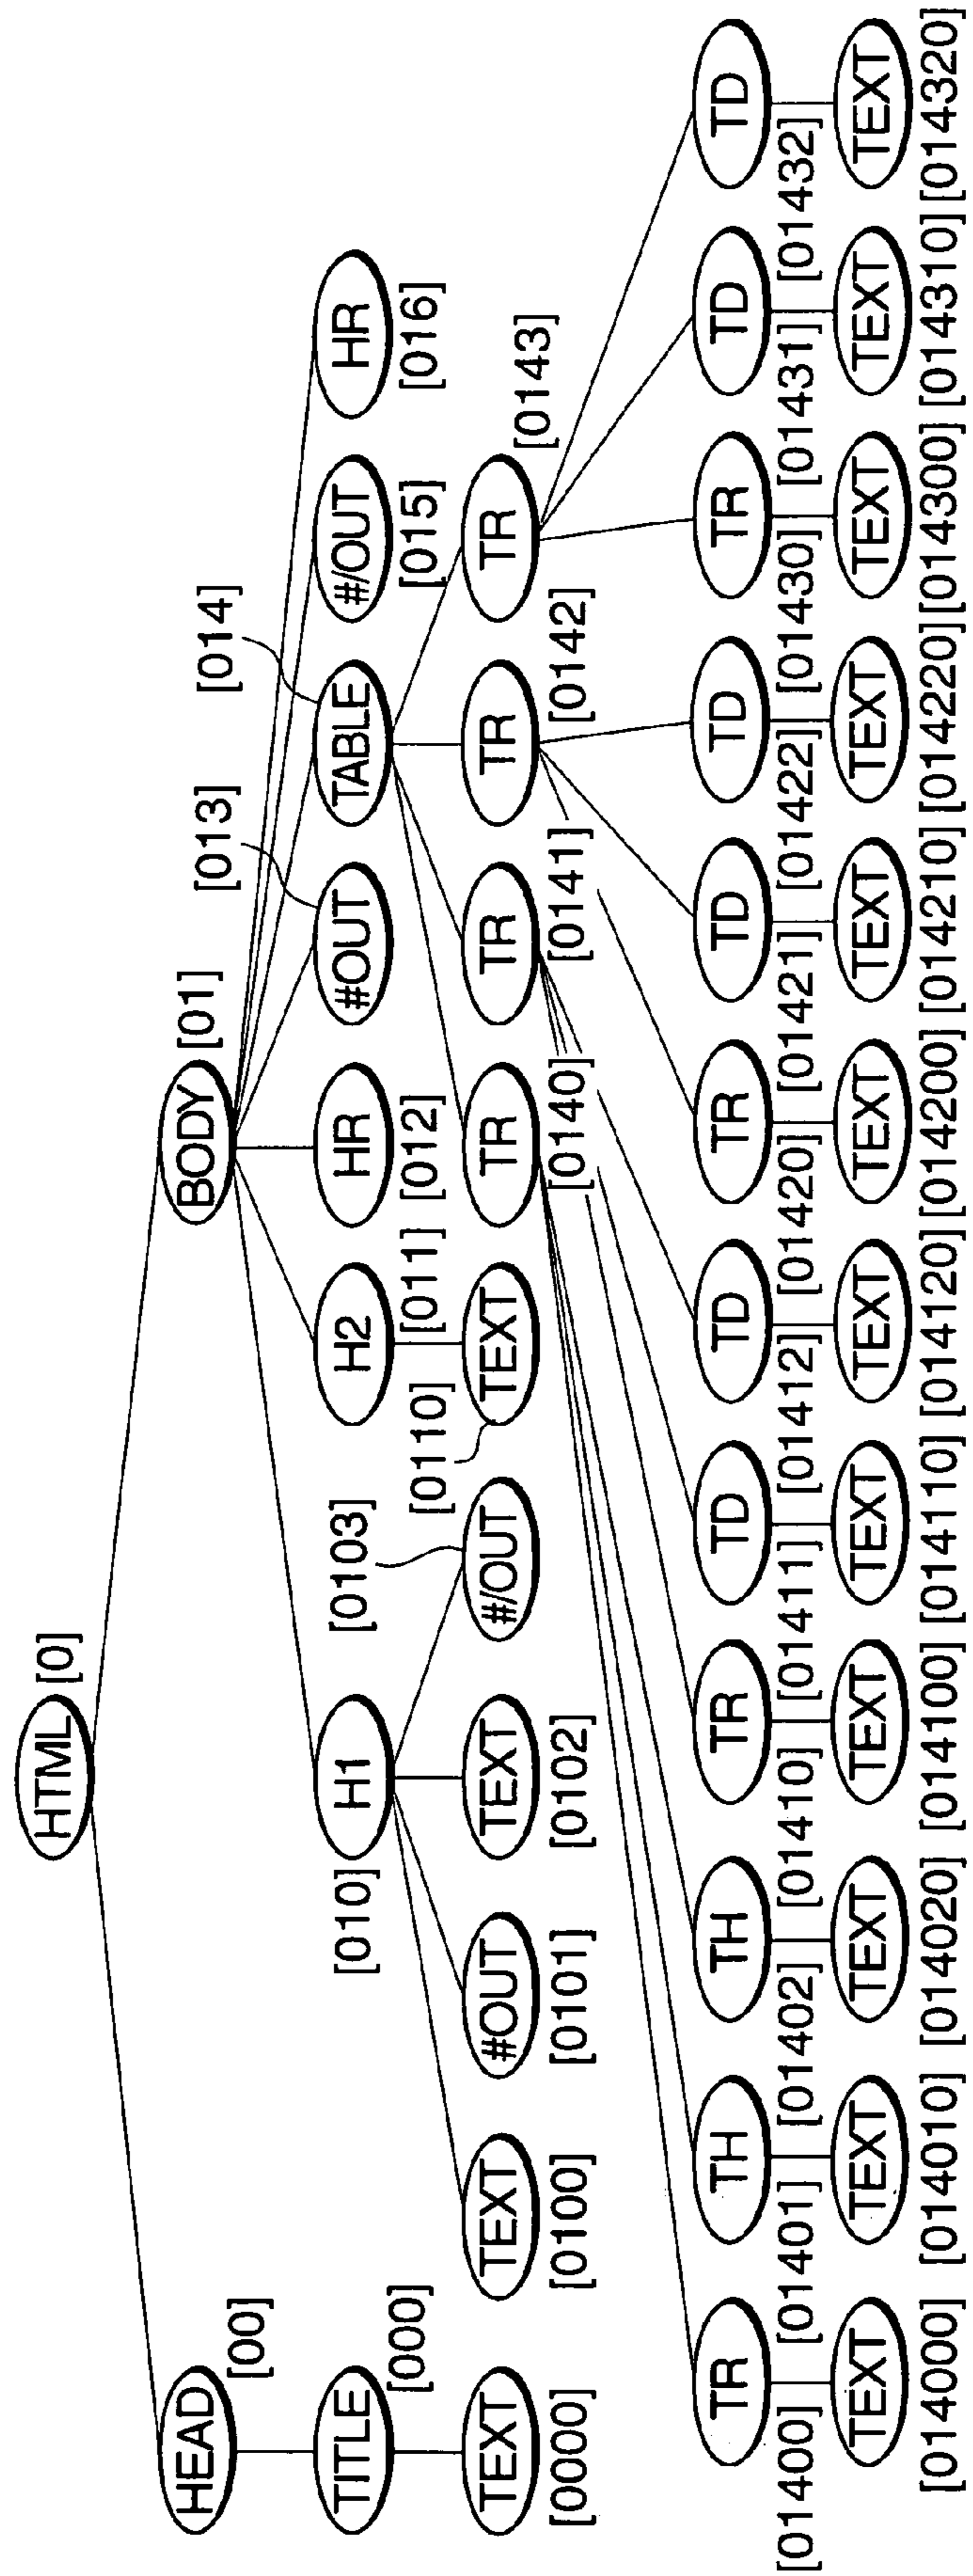 HTML [0]
HEAD BODY [01]
[00] [013] [014]
TITLE H1 H2 HR #OUT TABLE #/OUT HR
[000] [010] [0103] [0110] [011] [012] [015] [016]
TEXT TEXT #OUT TEXT #/OUT TEXT TR TR TR TR
[0000] [0100] [0101] [0102] [0140] [0141] [0142] [0143]
TR TH TH TR TD TD TR TD TD TR TD TD
[01400] [01401] [01402] [01410] [01411] [01412] [01420] [01421] [01422] [01430] [01431] [01432]
TEXT TEXT TEXT TEXT TEXT TEXT TEXT TEXT TEXT TEXT TEXT TEXT
[014000] [014010] [014020] [014100] [014110] [014120] [014200] [014210] [014220] [014300] [014310] [014320]